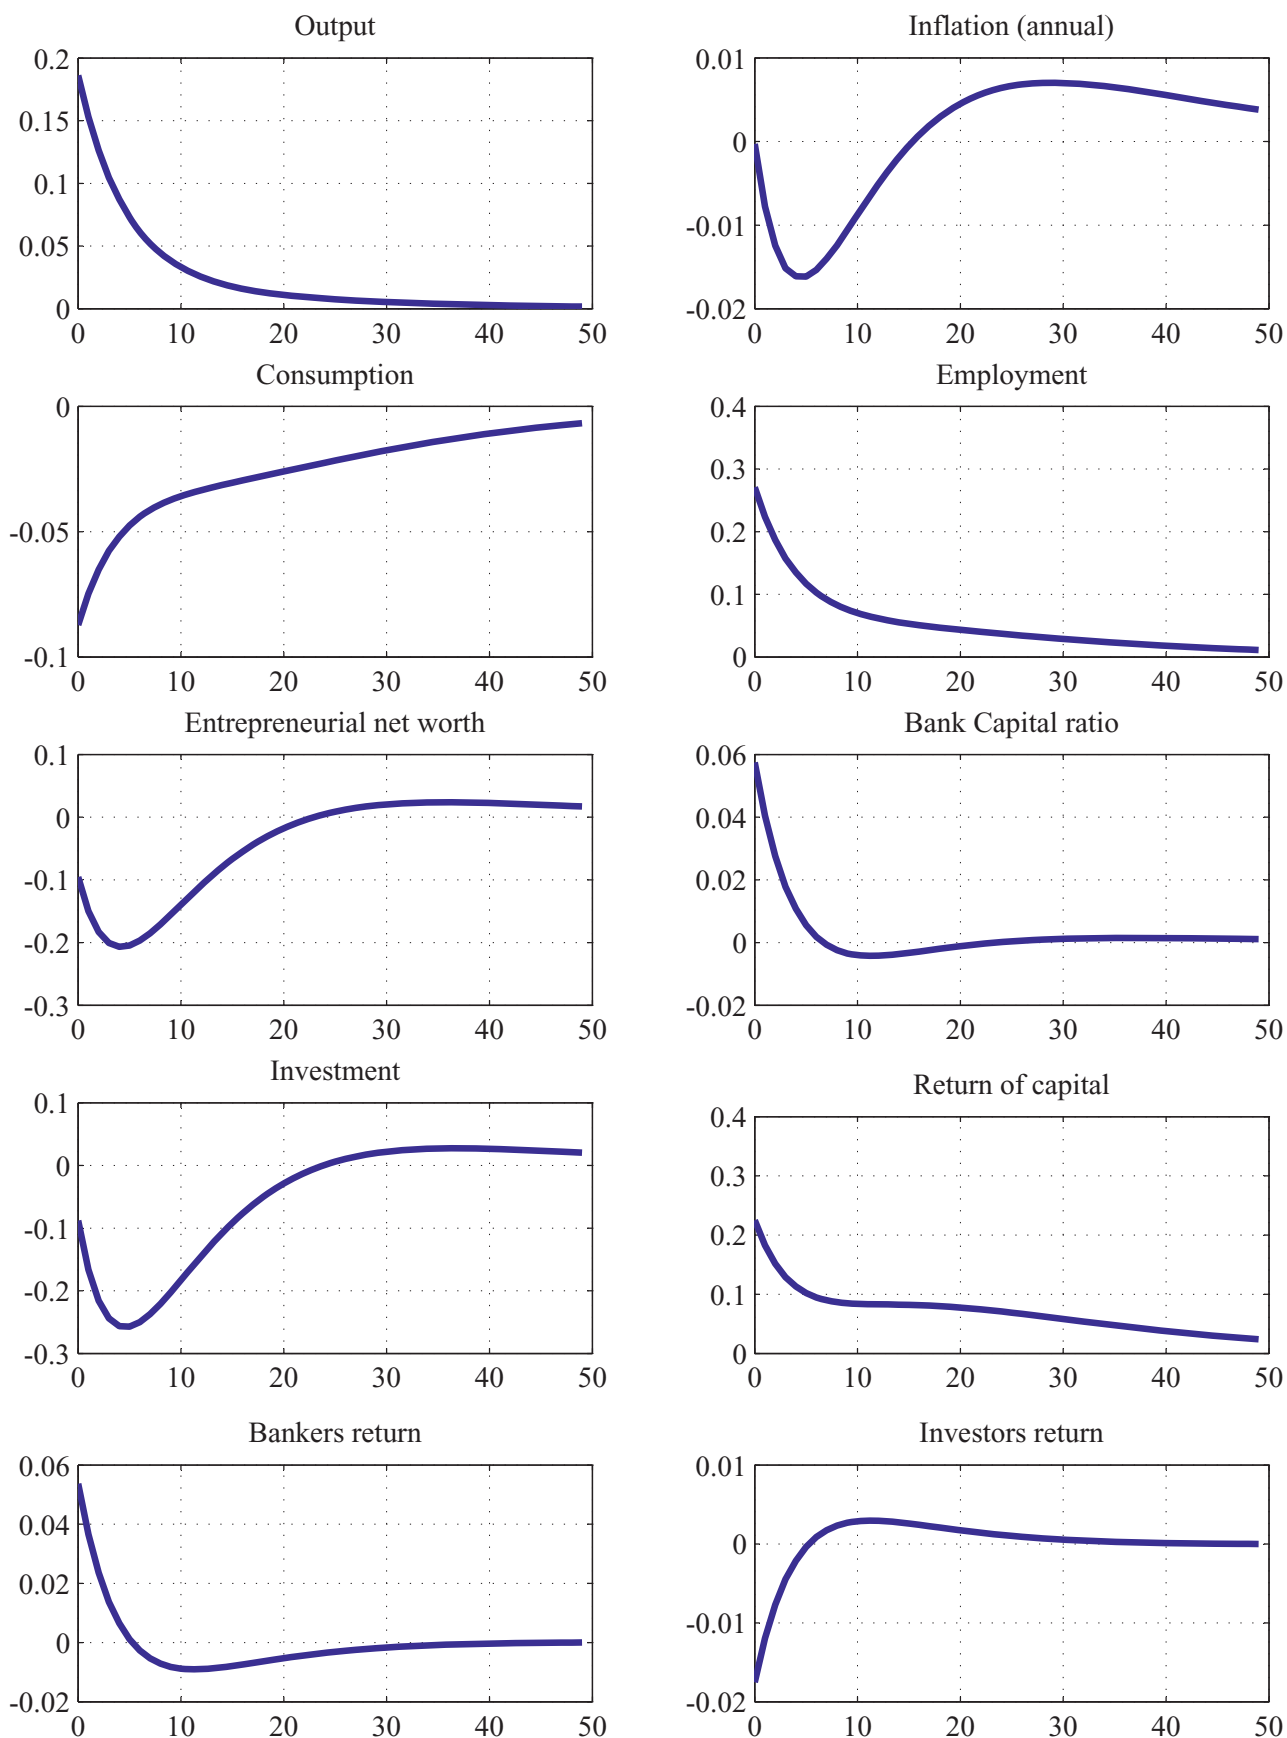 Output
0.2
0.15
0.1
0.05
0
0 10 20 30 40 50
Inflation (annual)
0.01
0
-0.01
-0.02
0 10 20 30 40 50
Consumption
0
-0.05
-0.1
0 10 20 30 40 50
Employment
0.4
0.3
0.2
0.1
0
0 10 20 30 40 50
Entrepreneurial net worth
0.1
0
-0.1
-0.2
-0.3
0 10 20 30 40 50
Bank Capital ratio
0.06
0.04
0.02
0
-0.02
0 10 20 30 40 50
Investment
0.1
0
-0.1
-0.2
-0.3
0 10 20 30 40 50
Return of capital
0.4
0.3
0.2
0.1
0
0 10 20 30 40 50
Bankers return
0.06
0.04
0.02
0
-0.02
0 10 20 30 40 50
Investors return
0.01
0
-0.01
-0.02
0 10 20 30 40 50